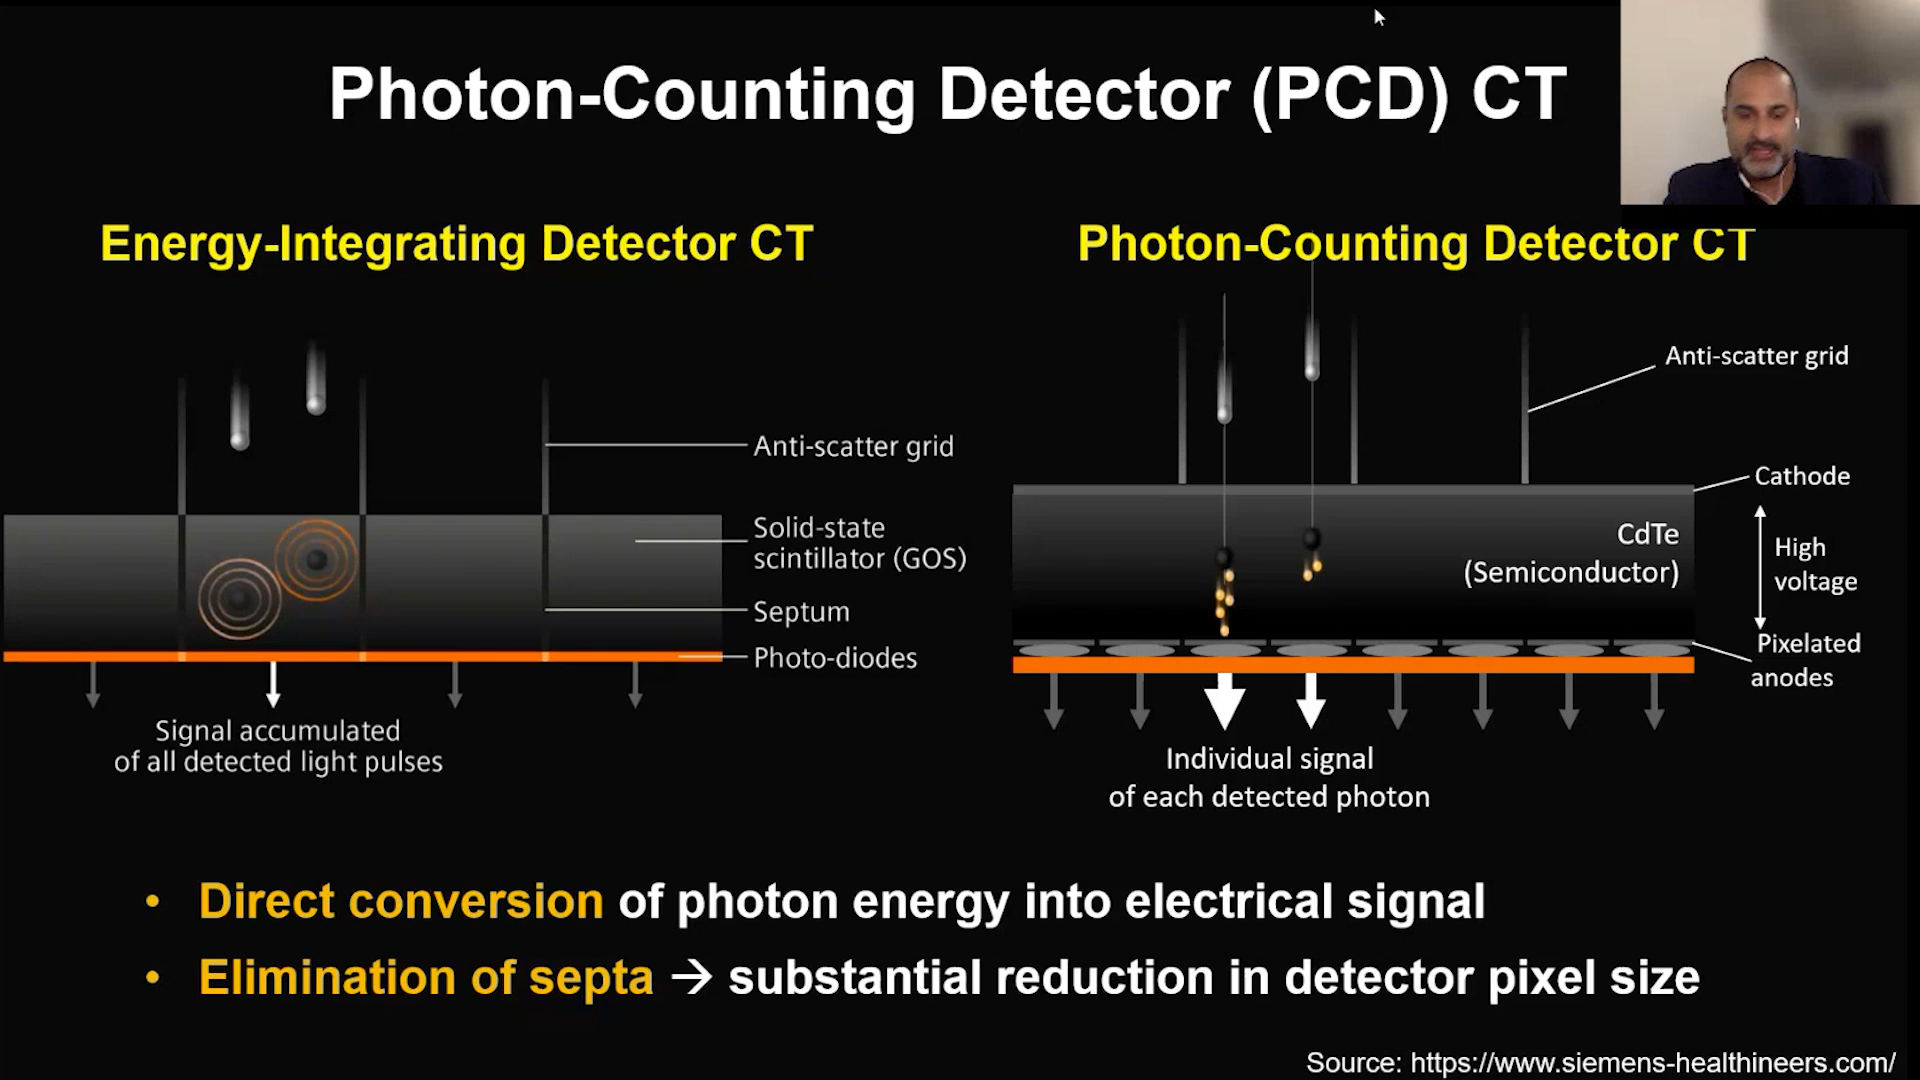 Photon-Counting Detector (PCD) CT
Energy-Integrating Detector CT
Anti-scatter grid
Solid-state
scintillator (GOS)
Septum
Photo-diodes
Signal accumulated
of all detected light pulses
Photon-Counting Detector CT
Anti-scatter grid
Cathode
CdTe
(Semiconductor)
High
voltage
Pixelated
anodes
Individual signal
of each detected photon
• Direct conversion of photon energy into electrical signal
• Elimination of septa → substantial reduction in detector pixel size
Source: https://www.siemens-healthineers.com/